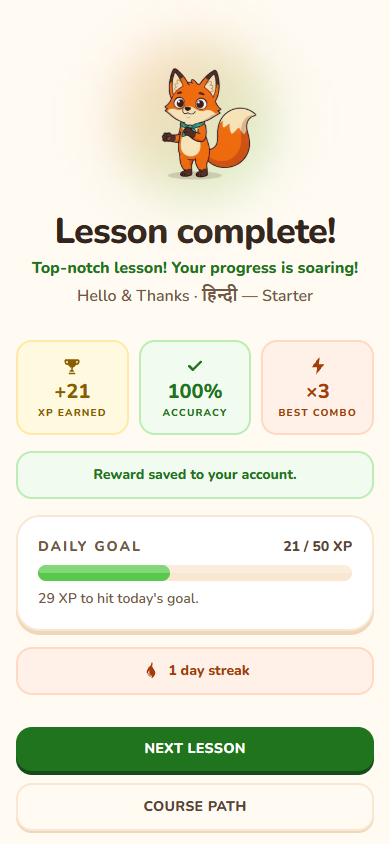 Lesson complete!
Top-notch lesson! Your progress is soaring!
Hello & Thanks · हिन्दी — Starter
+21
XP EARNED
100%
ACCURACY
×3
BEST COMBO
Reward saved to your account.
DAILY GOAL
21 / 50 XP
29 XP to hit today's goal.
1 day streak
NEXT LESSON
COURSE PATH